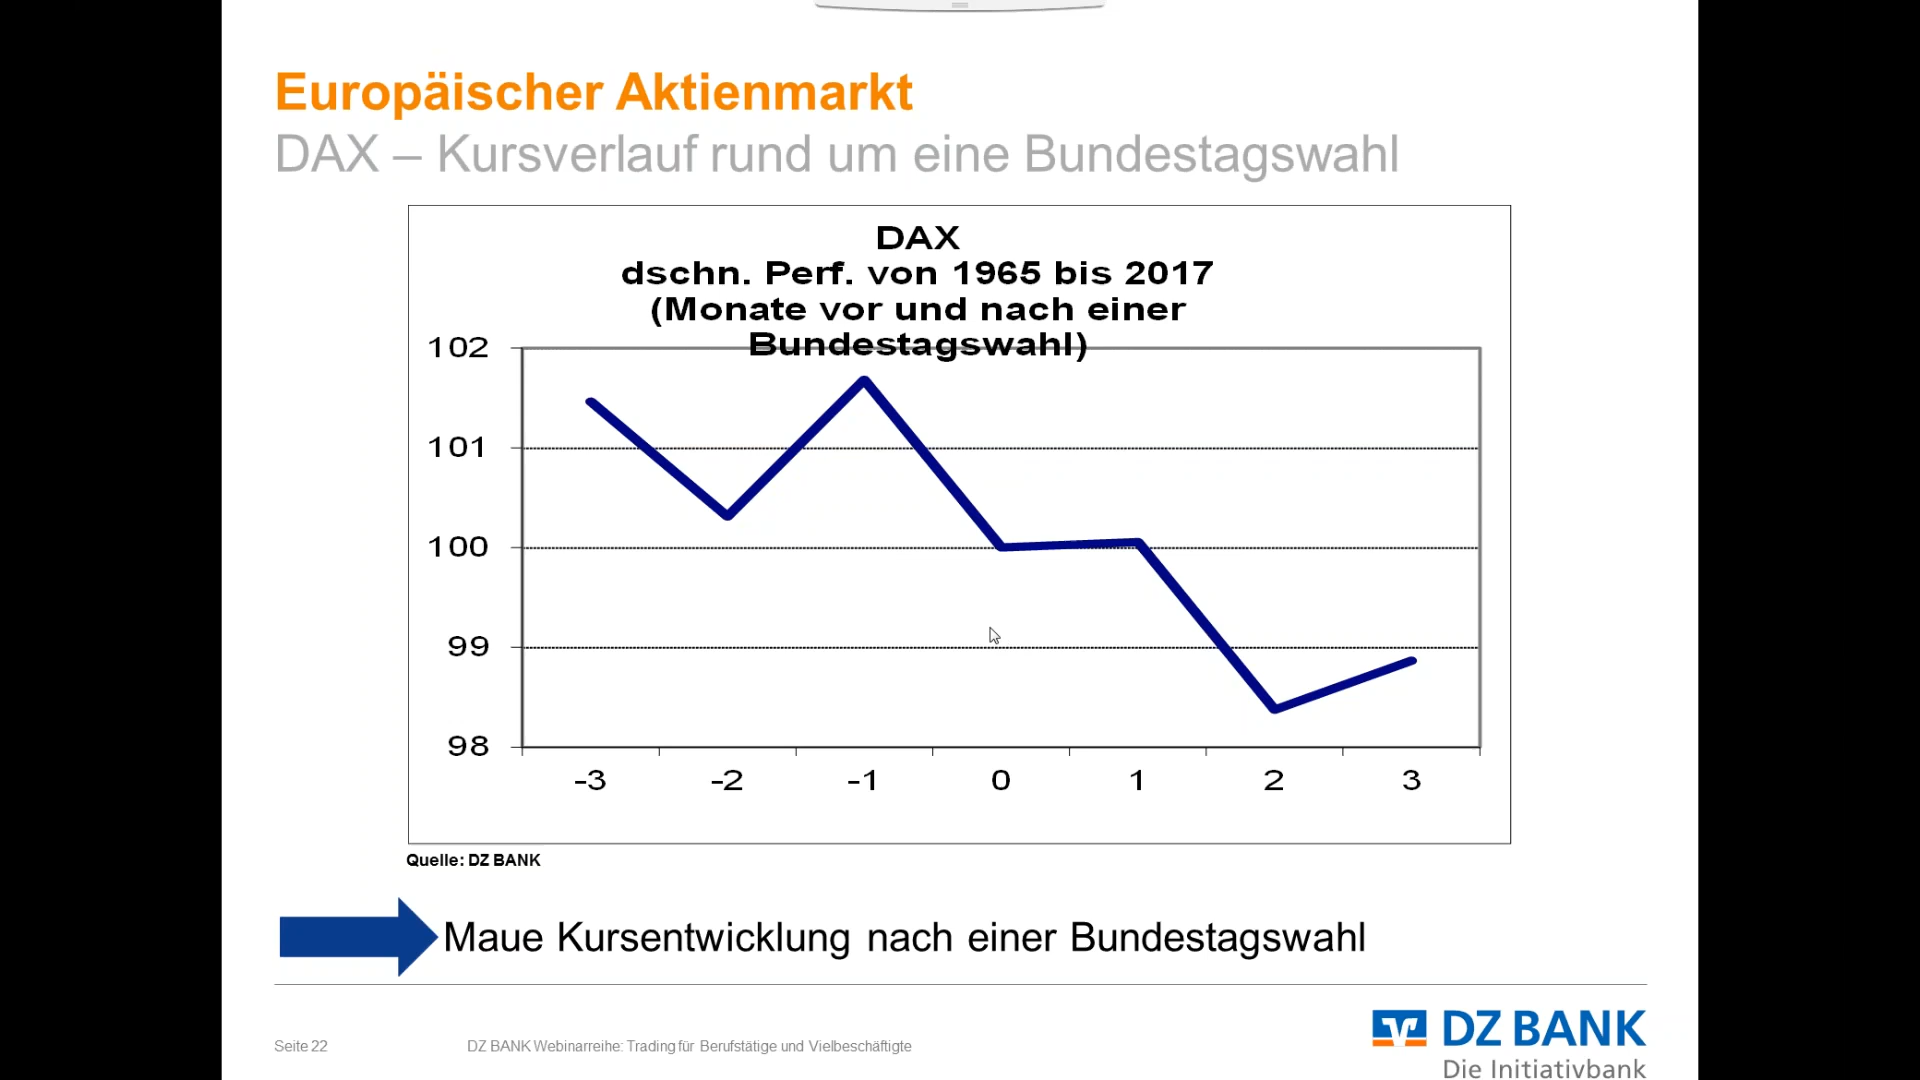 Europäischer Aktienmarkt
DAX – Kursverlauf rund um eine Bundestagswahl
DAX
dschn. Perf. von 1965 bis 2017
(Monate vor und nach einer
Bundestagswahl)
102
101
100
99
98
-3 -2 -1 0 1 2 3
Quelle: DZ BANK
Maue Kursentwicklung nach einer Bundestagswahl
Seite 22
DZ BANK Webinarreihe: Trading für Berufstätige und Vielbeschäftigte
DZ BANK
Die Initiativbank